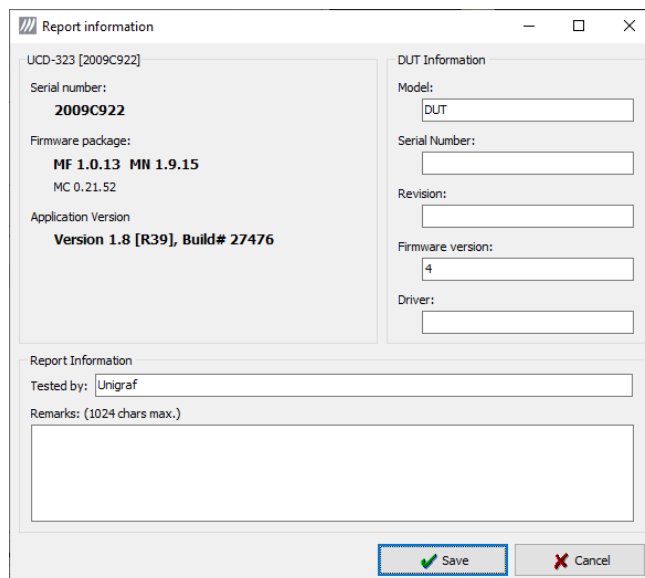 Report information
UCD-323 [2009C922]
Serial number:
2009C922
Firmware package:
MF 1.0.13 MN 1.9.15
MC 0.21.52
Application Version
Version 1.8 [R39], Build# 27476
DUT Information
Model:
DUT
Serial Number:
Revision:
Firmware version:
4
Driver:
Report Information
Tested by: Unigraf
Remarks: (1024 chars max.)
Save
Cancel